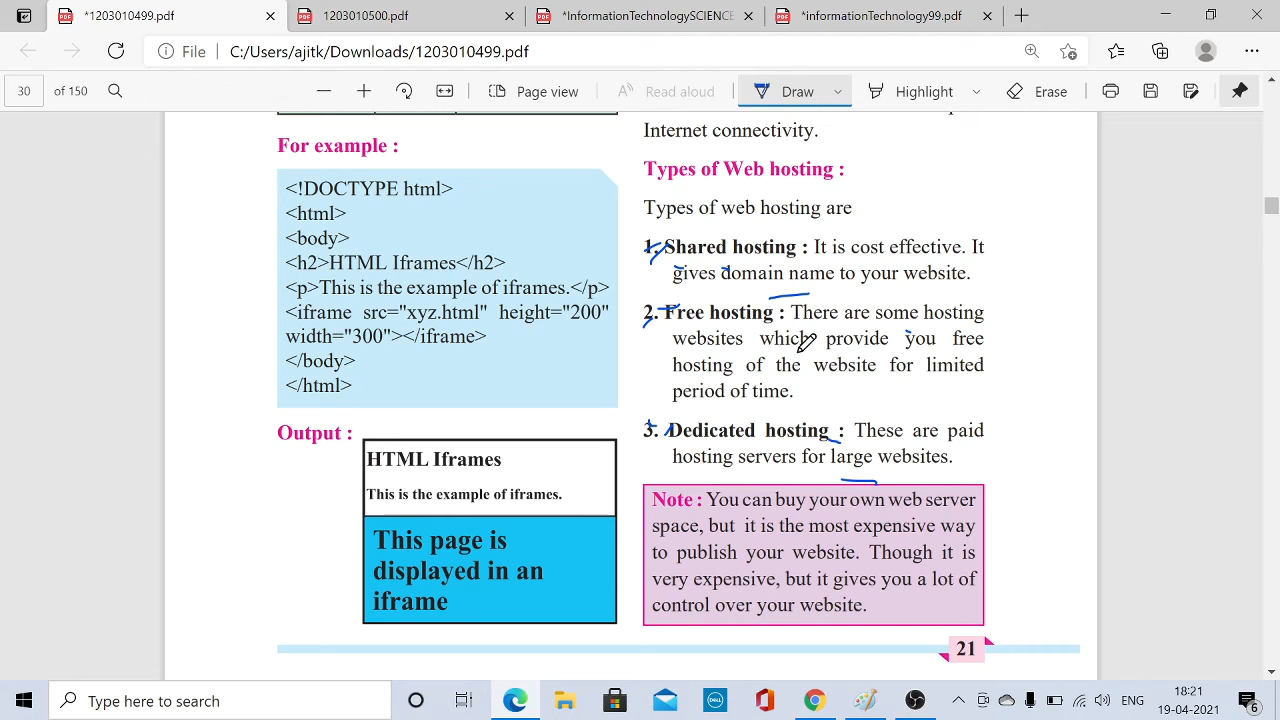 *Information T
*Information T
*Information T
*Information T
File
C:/Users/ajitk/Downloads/1203010499.pdf
30 of 150
Page view
Read aloud
Draw
Highlight
Erase
For example :
<!DOCTYPE html>
<html>
<body>
<h2>HTML Iframes</h2>
<p>This is the example of iframes.</p>
<iframe src="xyz.html" height="200"
width="300"></iframe>
</body>
</html>
Output :
HTML Iframes
This is the example of iframes.
This page is
displayed in an
iframe
Internet connectivity.
Types of Web hosting :
Types of web hosting are
1. Shared hosting : It is cost effective. It
gives domain name to your website.
2. Free hosting : There are some hosting
websites which provide you free
hosting of the website for limited
period of time.
3. Dedicated hosting : These are paid
hosting servers for large websites.
Note : You can buy your own web server
space, but it is the most expensive way
to publish your website. Though it is
very expensive, but it gives you a lot of
control over your website.
21
Type here to search
DELL
ENG
18:21
19-04-2021
6